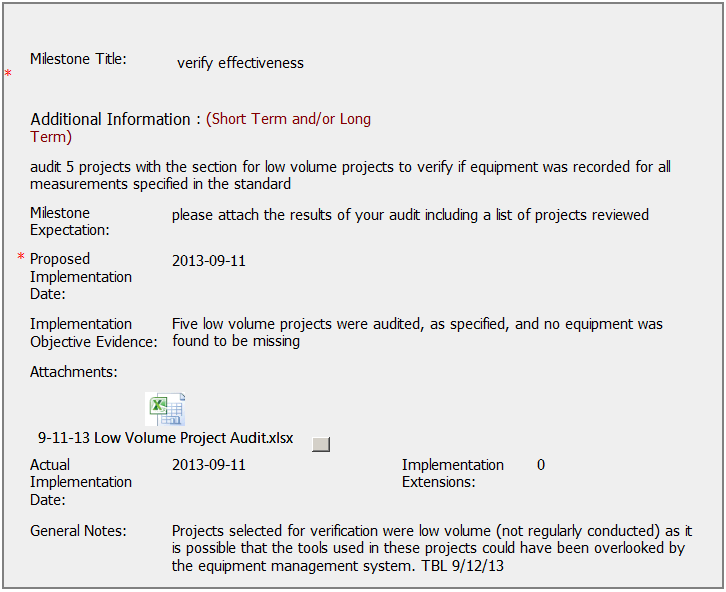 Milestone Title: verify effectiveness
*
Additional Information : (Short Term and/or Long
Term)
audit 5 projects with the section for low volume projects to verify if equipment was recorded for all
measurements specified in the standard
Milestone
Expectation:
please attach the results of your audit including a list of projects reviewed
* Proposed
Implementation
Date:
2013-09-11
Implementation
Objective Evidence:
Five low volume projects were audited, as specified, and no equipment was
found to be missing
Attachments:
9-11-13 Low Volume Project Audit.xlsx
Actual
Implementation
Date:
2013-09-11
Implementation
Extensions:
0
General Notes:
Projects selected for verification were low volume (not regularly conducted) as it
is possible that the tools used in these projects could have been overlooked by
the equipment management system. TBL 9/12/13